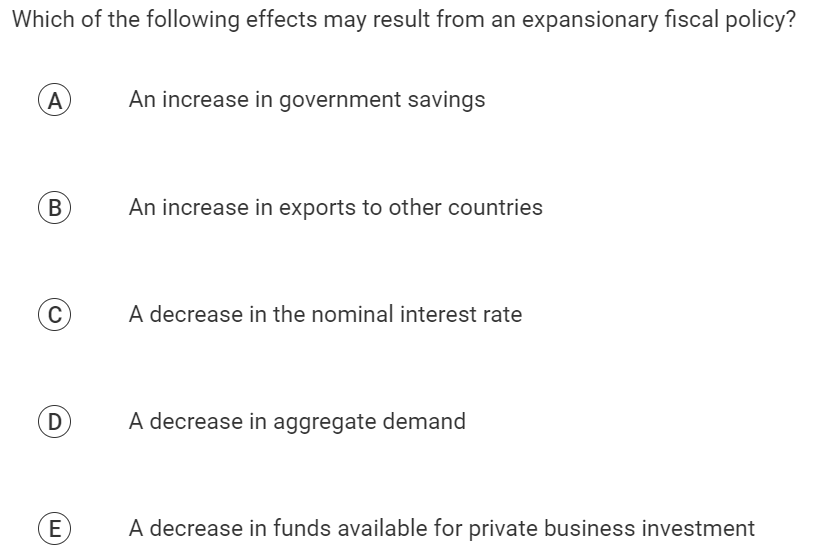 Which of the following effects may result from an expansionary fiscal policy?
A An increase in government savings
B An increase in exports to other countries
C A decrease in the nominal interest rate
D A decrease in aggregate demand
E A decrease in funds available for private business investment